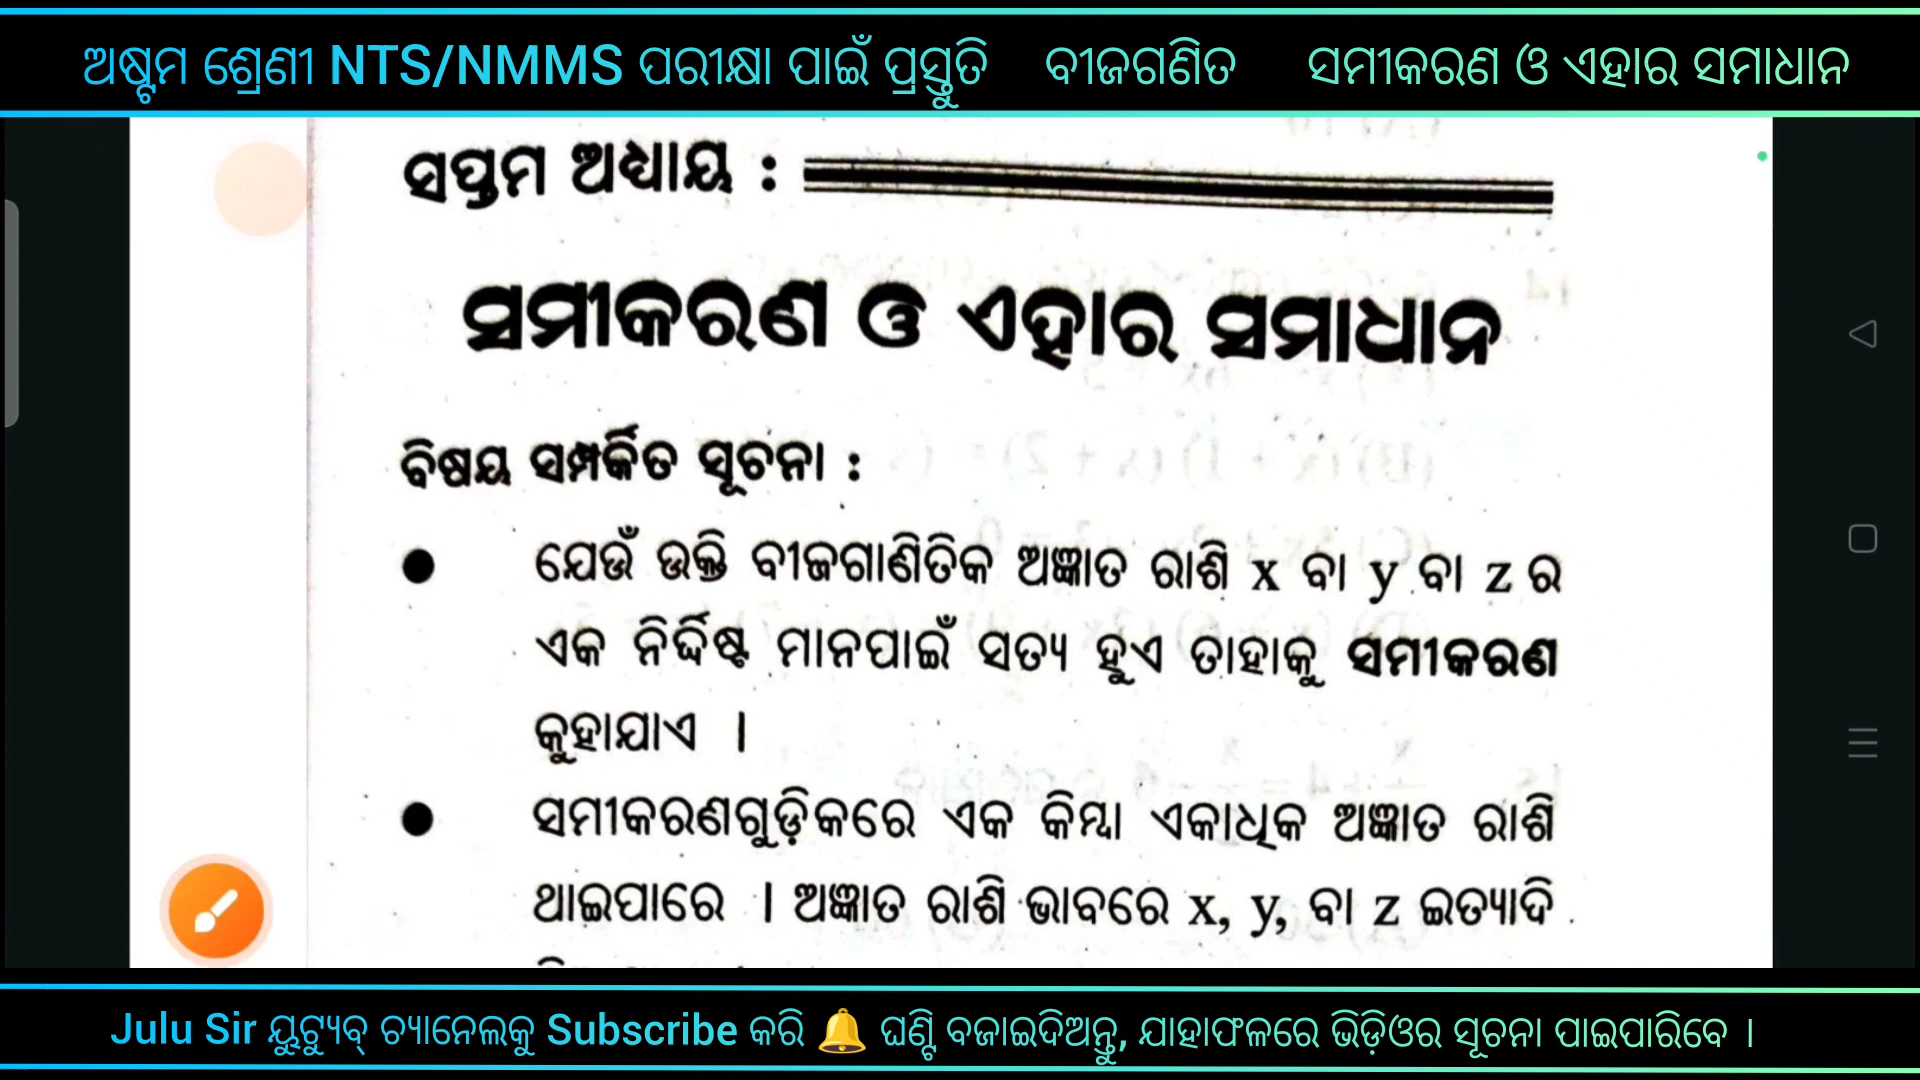 ଅଷ୍ଟମ ଶ୍ରେଣୀ NTS/NMMS ପରୀକ୍ଷା ପାଇଁ ପ୍ରସ୍ତୁତି ବୀଜଗଣିତ ସମୀକରଣ ଓ ଏହାର ସମାଧାନ
ସପ୍ତମ ଅଧ୍ୟାୟ :
ସମୀକରଣ ଓ ଏହାର ସମାଧାନ
ବିଷୟ ସମ୍ପର୍କିତ ସୂଚନା :
● ଯେଉଁ ଉକ୍ତି ବୀଜଗାଣିତିକ ଅଜ୍ଞାତ ରାଶି x ବା y ବା z ର
ଏକ ନିର୍ଦ୍ଦିଷ୍ଟ ମାନପାଇଁ ସତ୍ୟ ହୁଏ ତାହାକୁ ସମୀକରଣ
କୁହାଯାଏ ।
● ସମୀକରଣଗୁଡ଼ିକରେ ଏକ କିମ୍ବା ଏକାଧିକ ଅଜ୍ଞାତ ରାଶି
ଥାଇପାରେ । ଅଜ୍ଞାତ ରାଶି ଭାବରେ x, y, ବା z ଇତ୍ୟାଦି
Julu Sir ୟୁଟ୍ୟୁବ୍ ଚ୍ୟାନେଲକୁ Subscribe କରି 🔔 ଘଣ୍ଟି ବଜାଇଦିଅନ୍ତୁ, ଯାହାଫଳରେ ଭିଡ଼ିଓର ସୂଚନା ପାଇପାରିବେ ।